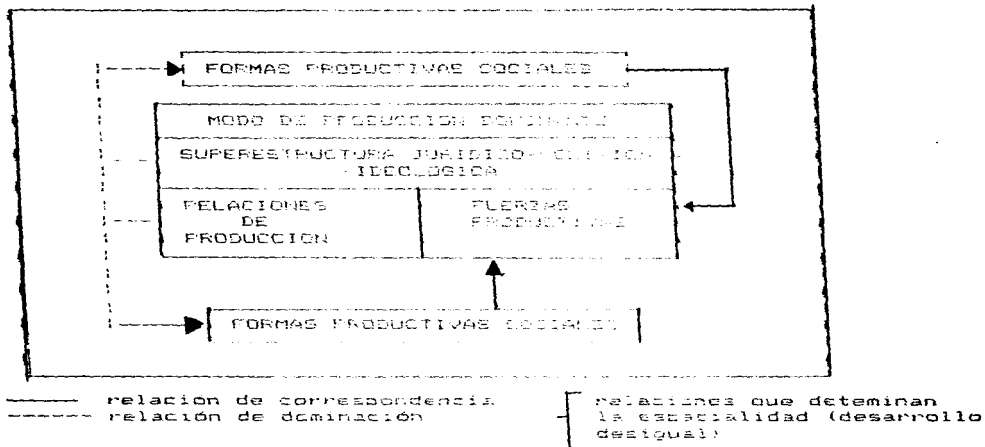 FORMAS PRODUCTIVAS SOCIALES
MODO DE PRODUCCION DOMINANTE
SUPERESTRUCTURA JURIDICO-
-IDEOLOGICA
RELACIONES
DE
PRODUCCION
FUERZAS
PRODUCTIVAS
FORMAS PRODUCTIVAS SOCIALES
relacion de correspondencia
relación de dominación
relaciones que deteminan
la espacialidad (desarrollo
desigual)